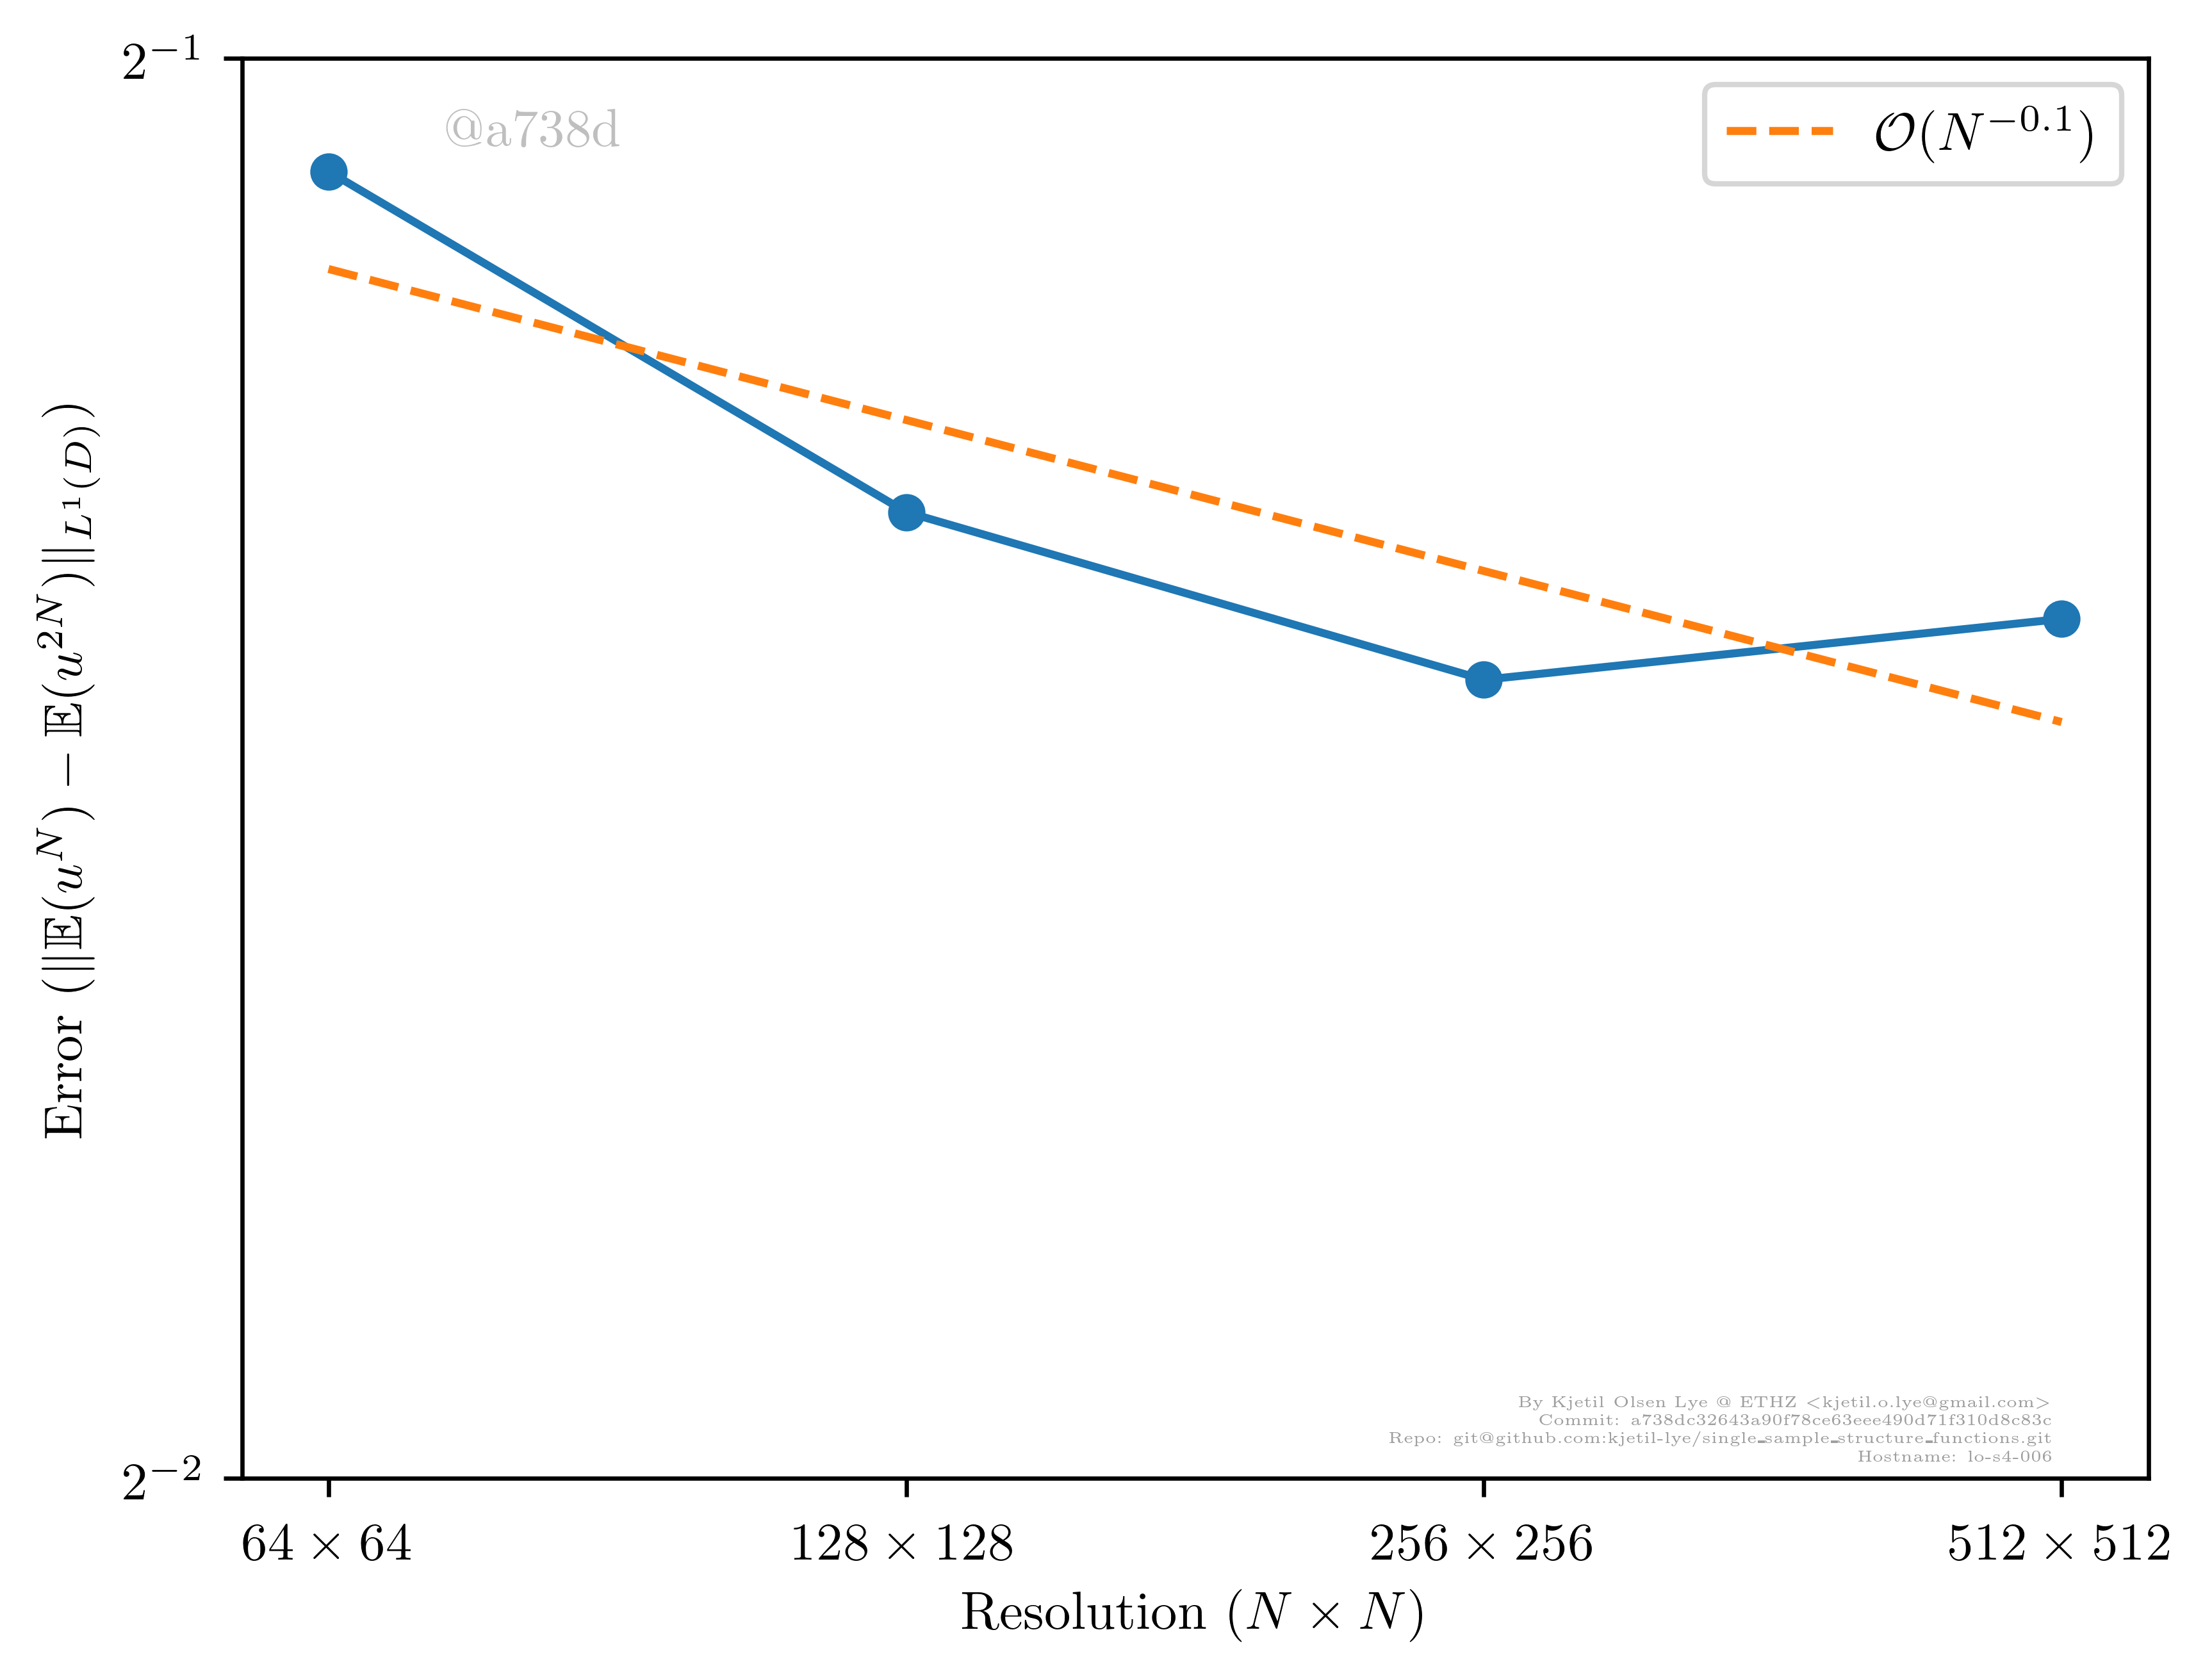 2^{-1}
@a738d
𝒪(N^{-0.1})
Error (||𝔼(u^N) − 𝔼(u^{2N})||_{L^1(D)})
By Kjetil Olsen Lye @ ETHZ <kjetil.o.lye@gmail.com>
Commit: a738dc32643a90f78ce63eee490d71f310d8c83c
Repo: git@github.com:kjetil-lye/single_sample_structure_functions.git
Hostname: lo-s4-006
2^{-2}
64 × 64 128 × 128 256 × 256 512 × 512
Resolution (N × N)